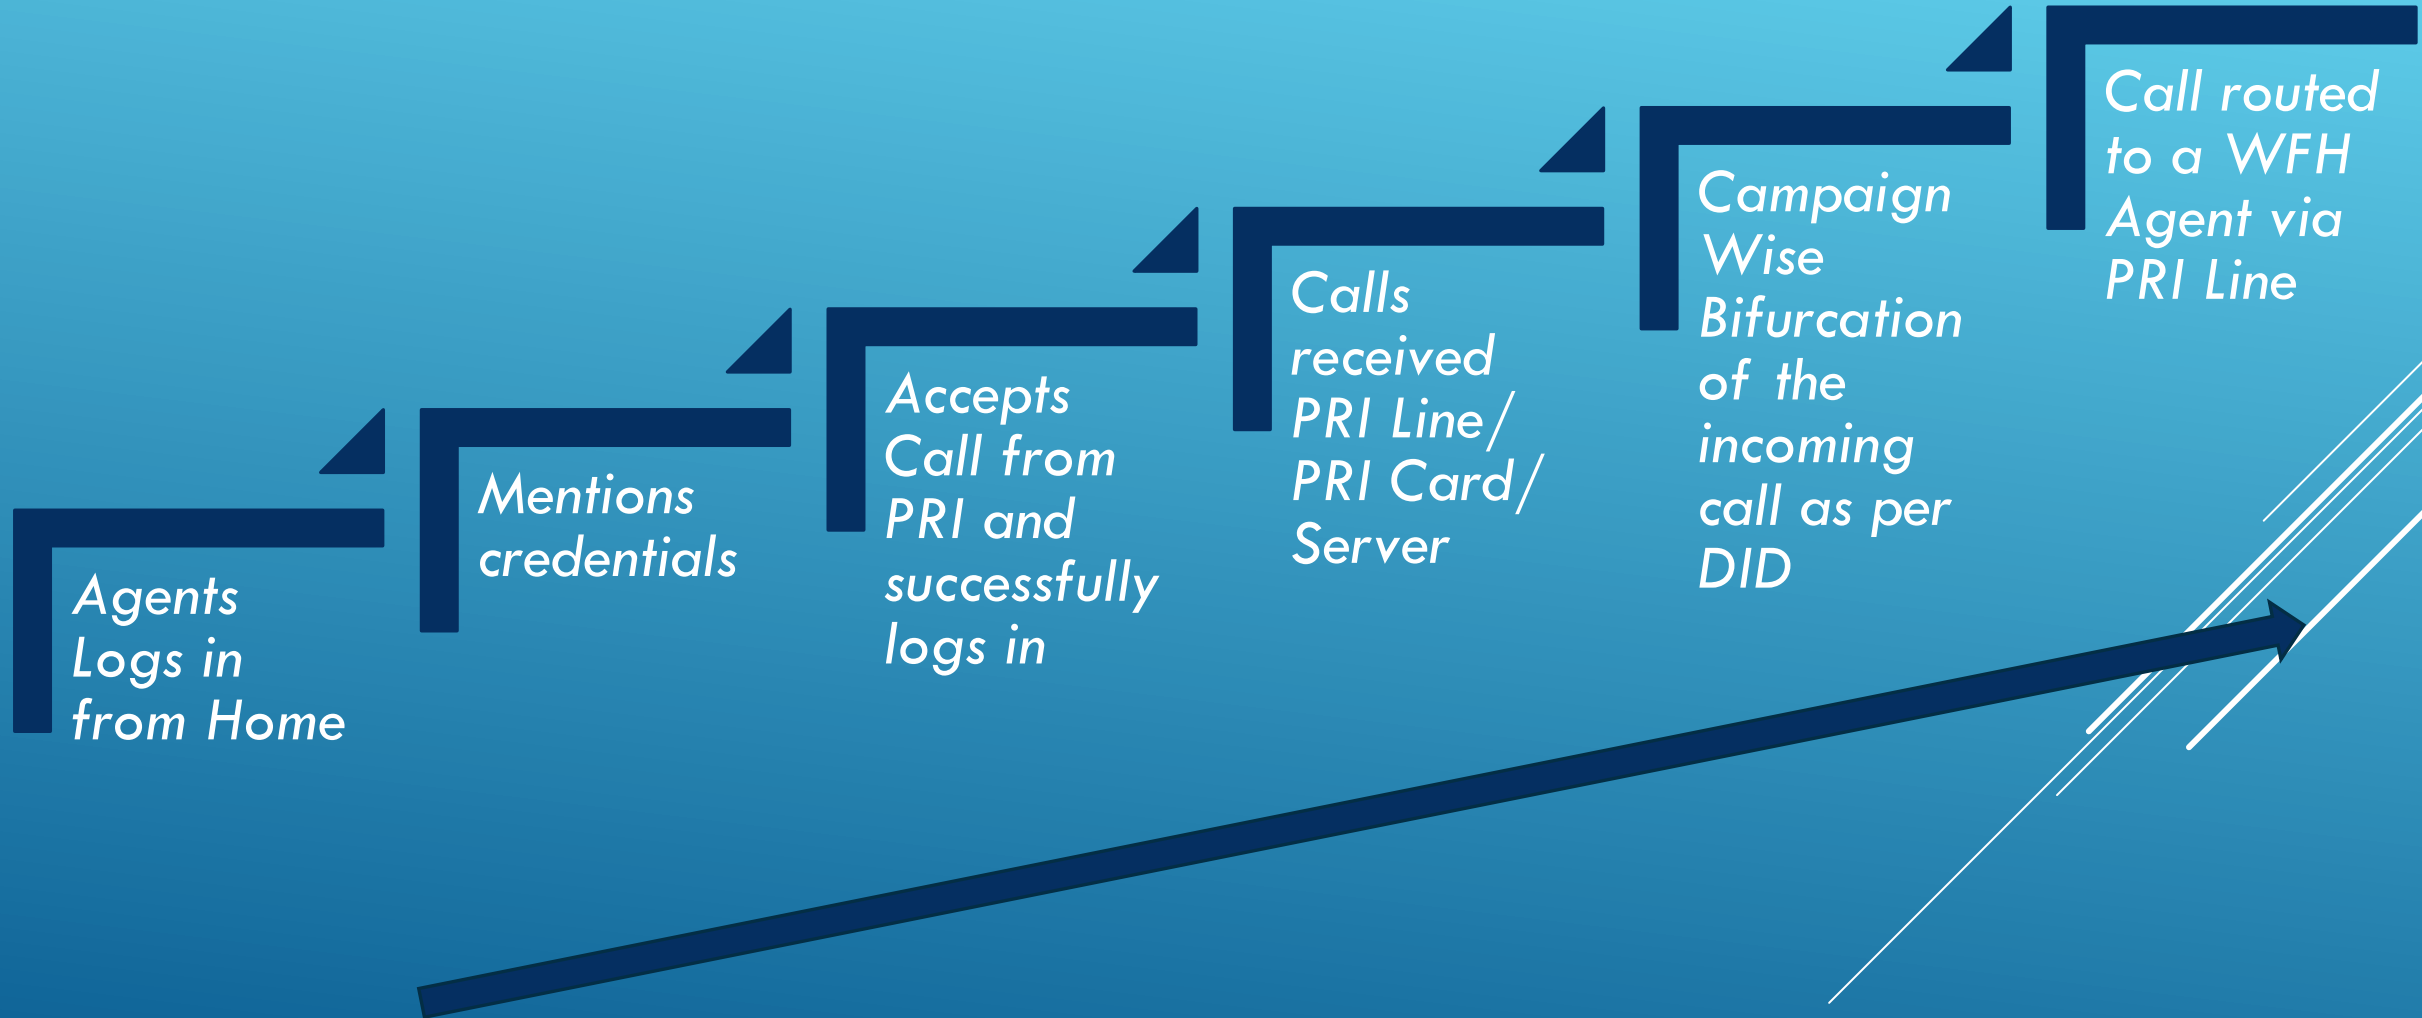 Agents
Logs in
from Home
Mentions
credentials
Accepts
Call from
PRI and
successfully
logs in
Calls
received
PRI Line/
PRI Card/
Server
Campaign
Wise
Bifurcation
of the
incoming
call as per
DID
Call routed
to a WFH
Agent via
PRI Line